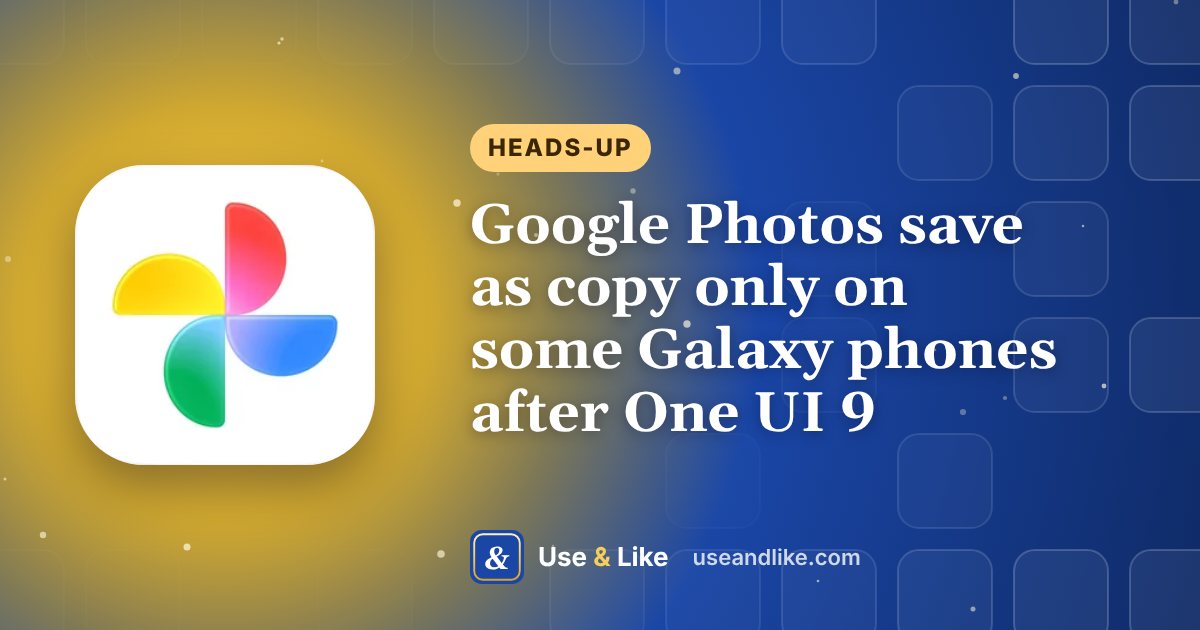 HEADS-UP
Google Photos save
as copy only on
some Galaxy phones
after One UI 9
&
Use & Like
useandlike.com